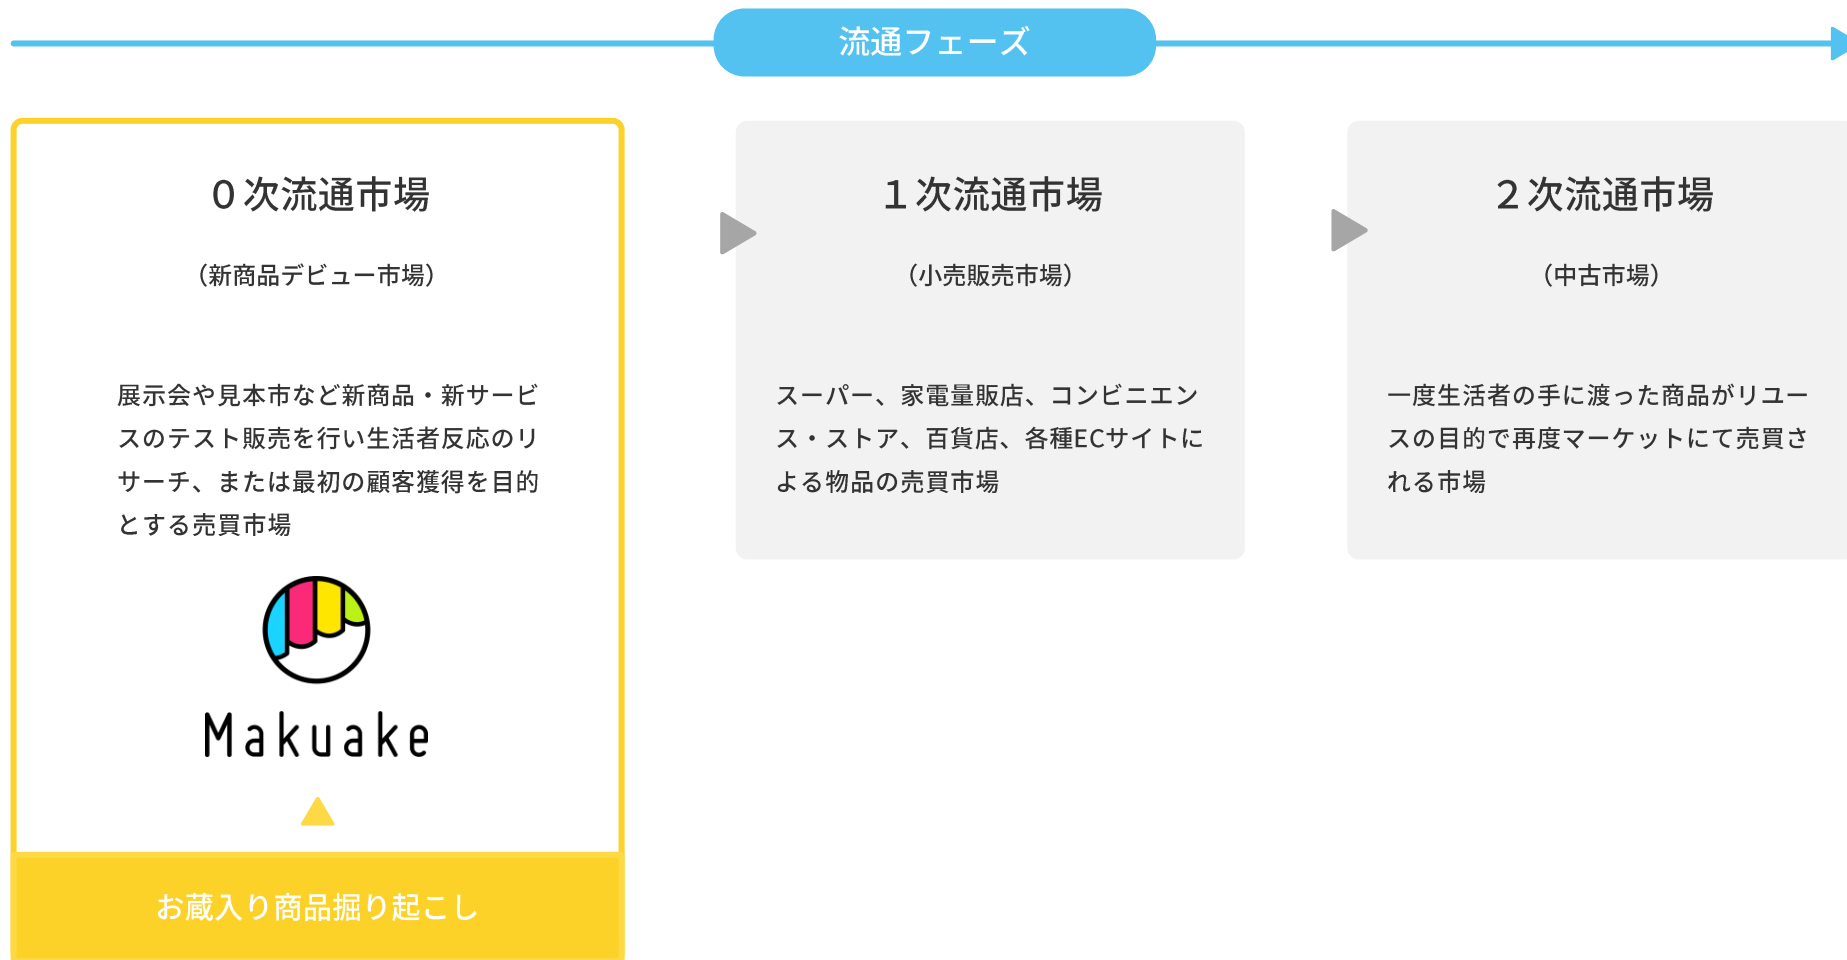 流通フェーズ
０次流通市場
（新商品デビュー市場）
展示会や見本市など新商品・新サービ
スのテスト販売を行い生活者反応のリ
サーチ、または最初の顧客獲得を目的
とする売買市場
Makuake
お蔵入り商品掘り起こし
１次流通市場
（小売販売市場）
スーパー、家電量販店、コンビニエン
ス・ストア、百貨店、各種ECサイトに
よる物品の売買市場
２次流通市場
（中古市場）
一度生活者の手に渡った商品がリユー
スの目的で再度マーケットにて売買さ
れる市場